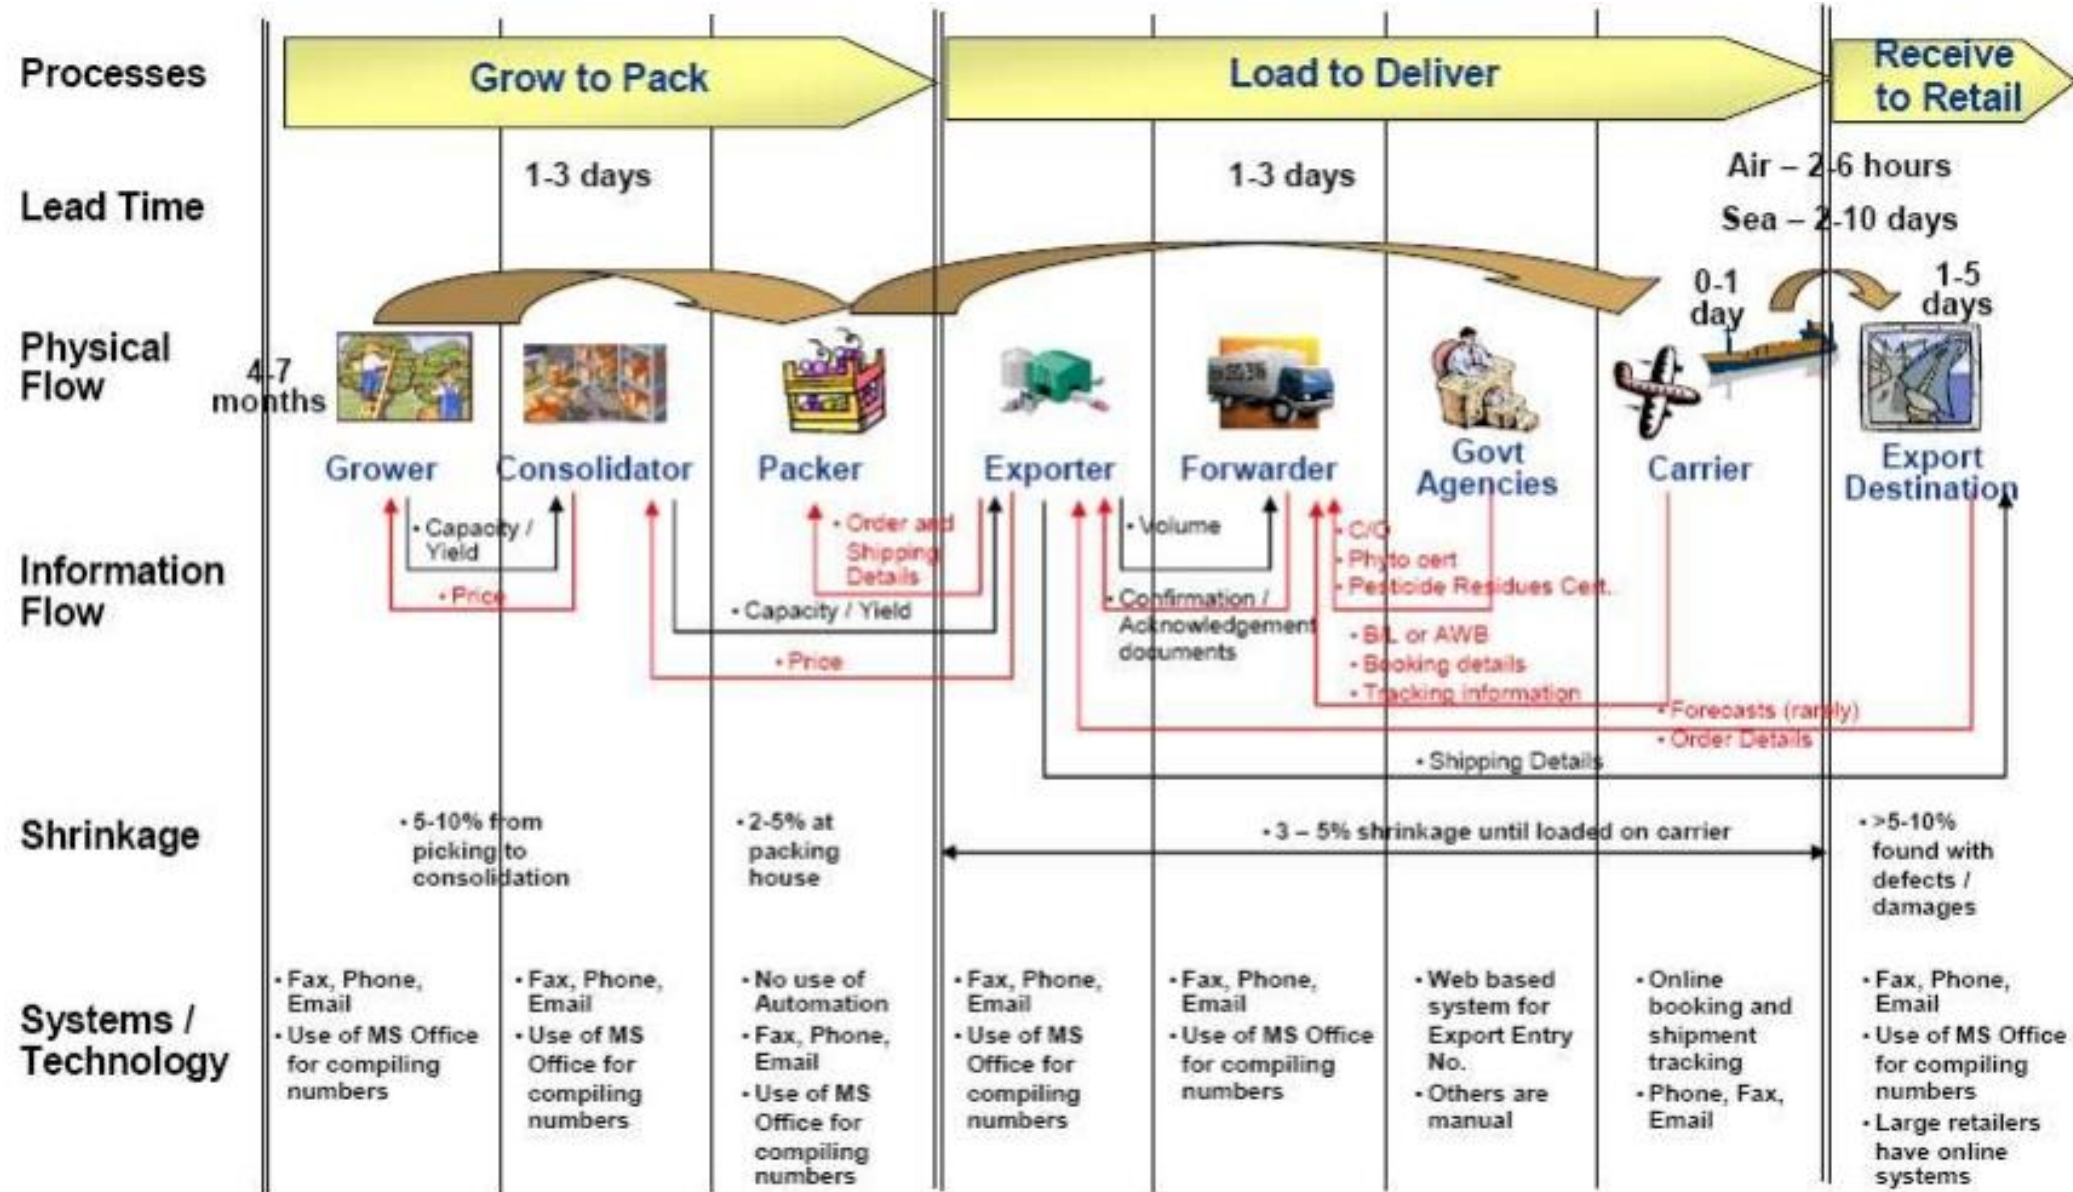 Processes
Grow to Pack
Load to Deliver
Receive
to Retail
Lead Time
1-3 days
1-3 days
Air – 2-6 hours
Sea – 2-10 days
Physical
Flow
4-7
months
0-1
day
1-5
days
Grower
Consolidator
Packer
Exporter
Forwarder
Govt
Agencies
Carrier
Export
Destination
Information
Flow
• Capacity /
Yield
• Price
• Order and
Shipping
Details
• Capacity / Yield
• Price
• Volume
• Confirmation /
Acknowledgement
documents
• C/O
• Phyto cert
• Pesticide Residues Cert.
• B/L or AWB
• Booking details
• Tracking information
• Forecasts (rarely)
• Order Details
• Shipping Details
Shrinkage
• 5-10% from
picking to
consolidation
• 2-5% at
packing
house
• 3 – 5% shrinkage until loaded on carrier
• >5-10%
found with
defects /
damages
Systems /
Technology
• Fax, Phone,
Email
• Use of MS Office
for compiling
numbers
• Fax, Phone,
Email
• Use of MS
Office for
compiling
numbers
• No use of
Automation
• Fax, Phone,
Email
• Use of MS
Office for
compiling
numbers
• Fax, Phone,
Email
• Use of MS
Office for
compiling
numbers
• Fax, Phone,
Email
• Use of MS Office
for compiling
numbers
• Web based
system for
Export Entry
No.
• Others are
manual
• Online
booking and
shipment
tracking
• Phone, Fax,
Email
• Fax, Phone,
Email
• Use of MS Office
for compiling
numbers
• Large retailers
have online
systems